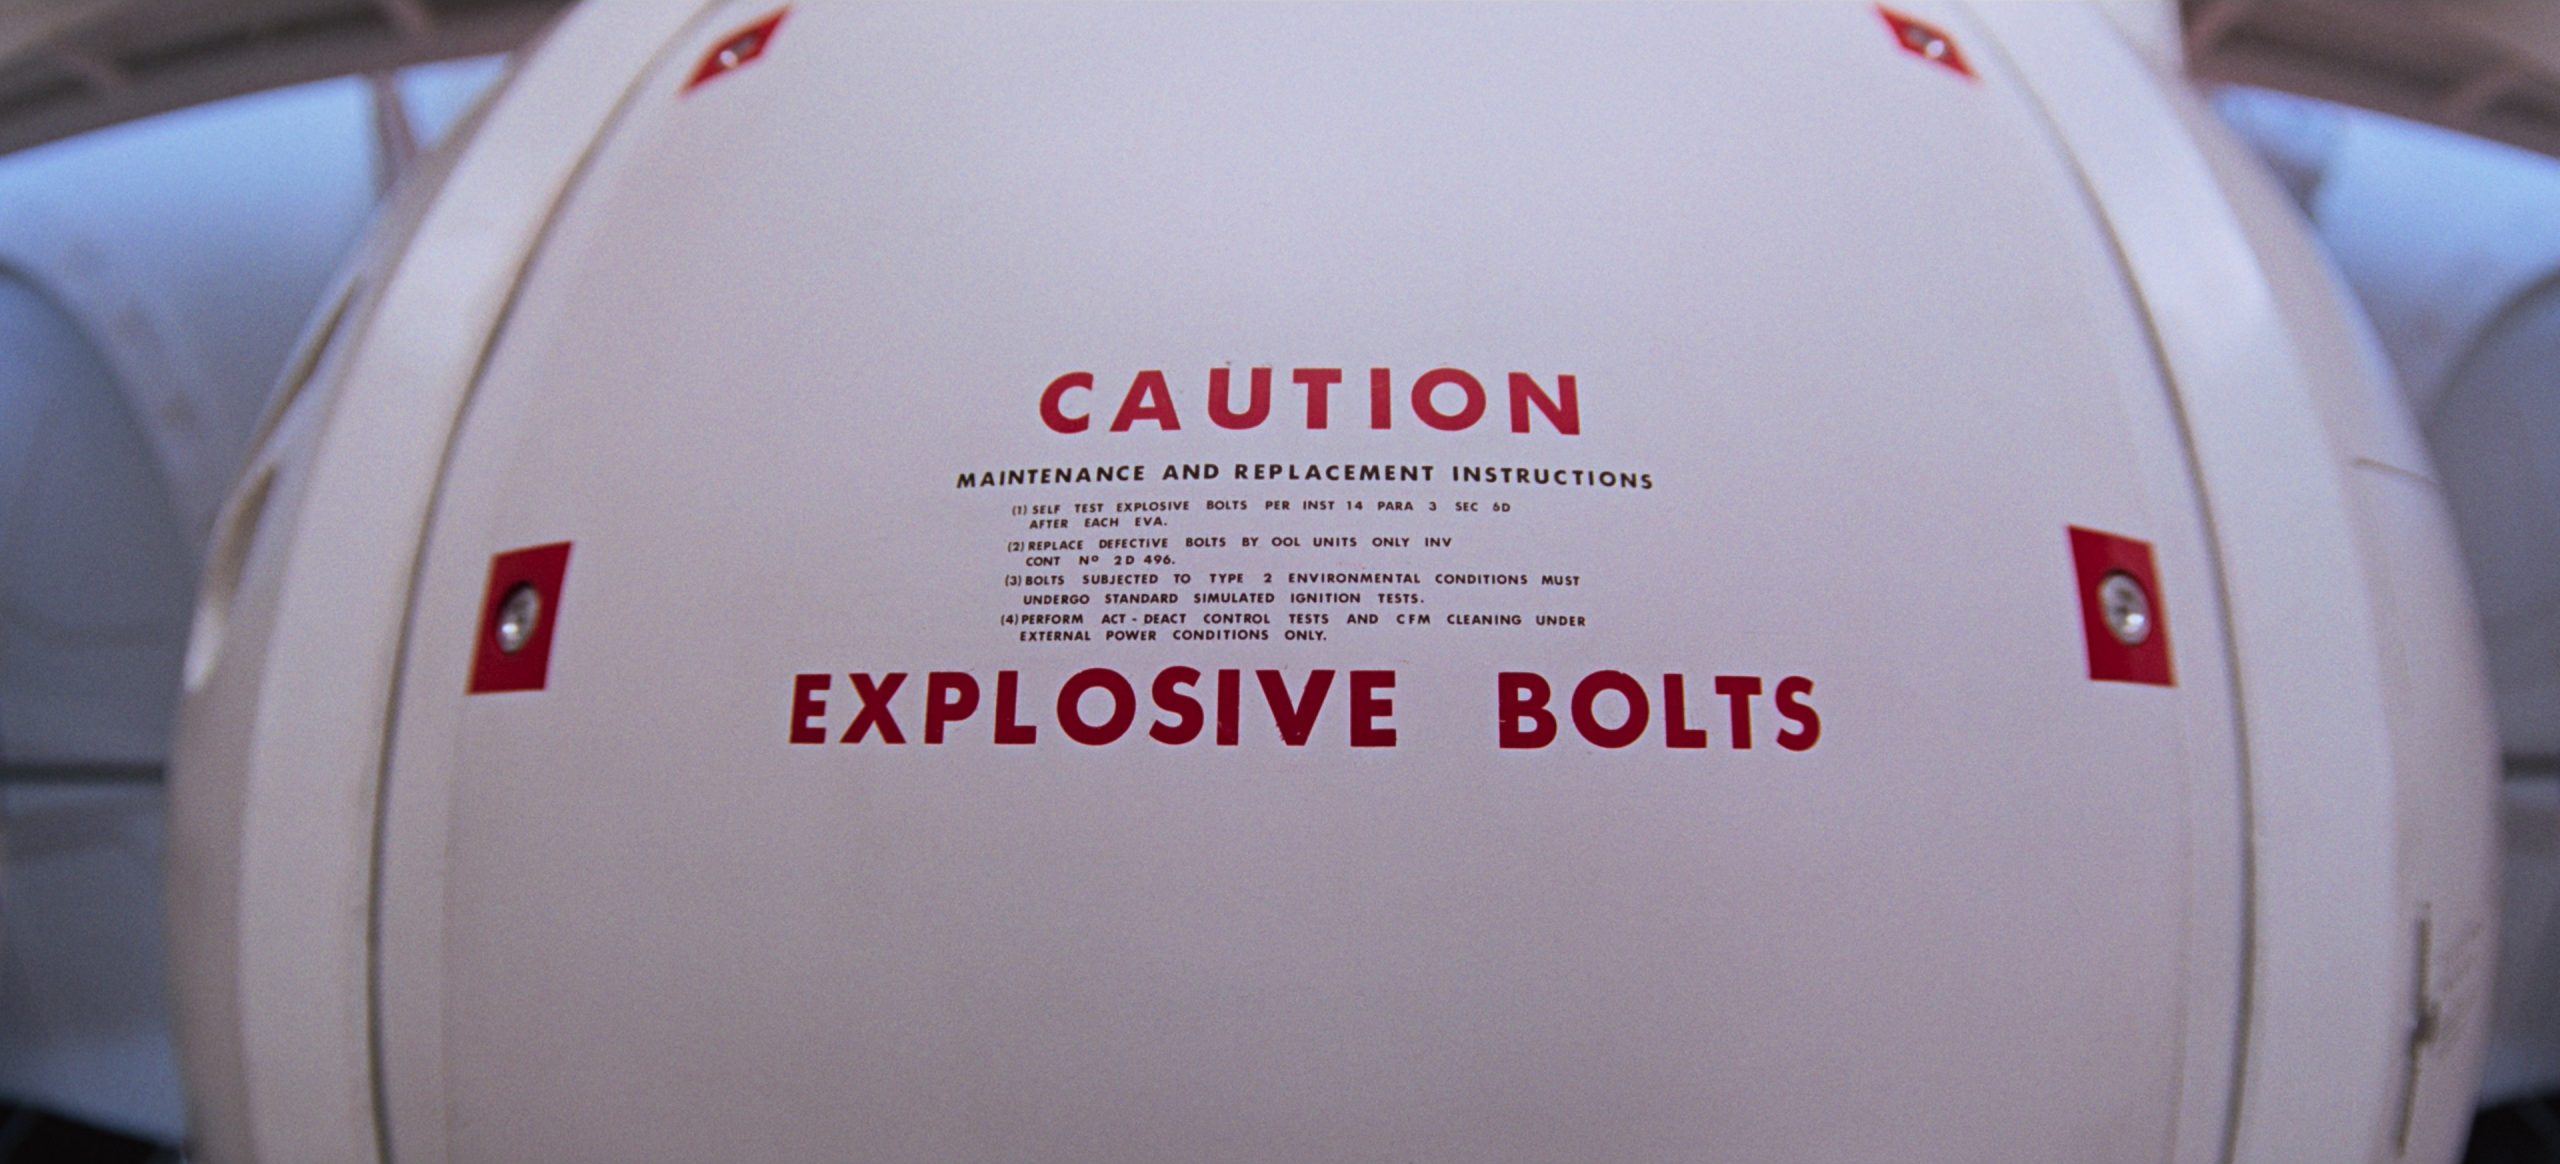 CAUTION
MAINTENANCE AND REPLACEMENT INSTRUCTIONS
(1) SELF TEST EXPLOSIVE BOLTS PER INST 14 PARA 3 SEC 5D
AFTER EACH EVA.
(2) REPLACE DEFECTIVE BOLTS BY OOL UNITS ONLY INV
CONT Nº 2D 496.
(3) BOLTS SUBJECTED TO TYPE 2 ENVIRONMENTAL CONDITIONS MUST
UNDERGO STANDARD SIMULATED IGNITION TESTS.
(4) PERFORM ACT - DEACT CONTROL TESTS AND CFM CLEANING UNDER
EXTERNAL POWER CONDITIONS ONLY.
EXPLOSIVE BOLTS